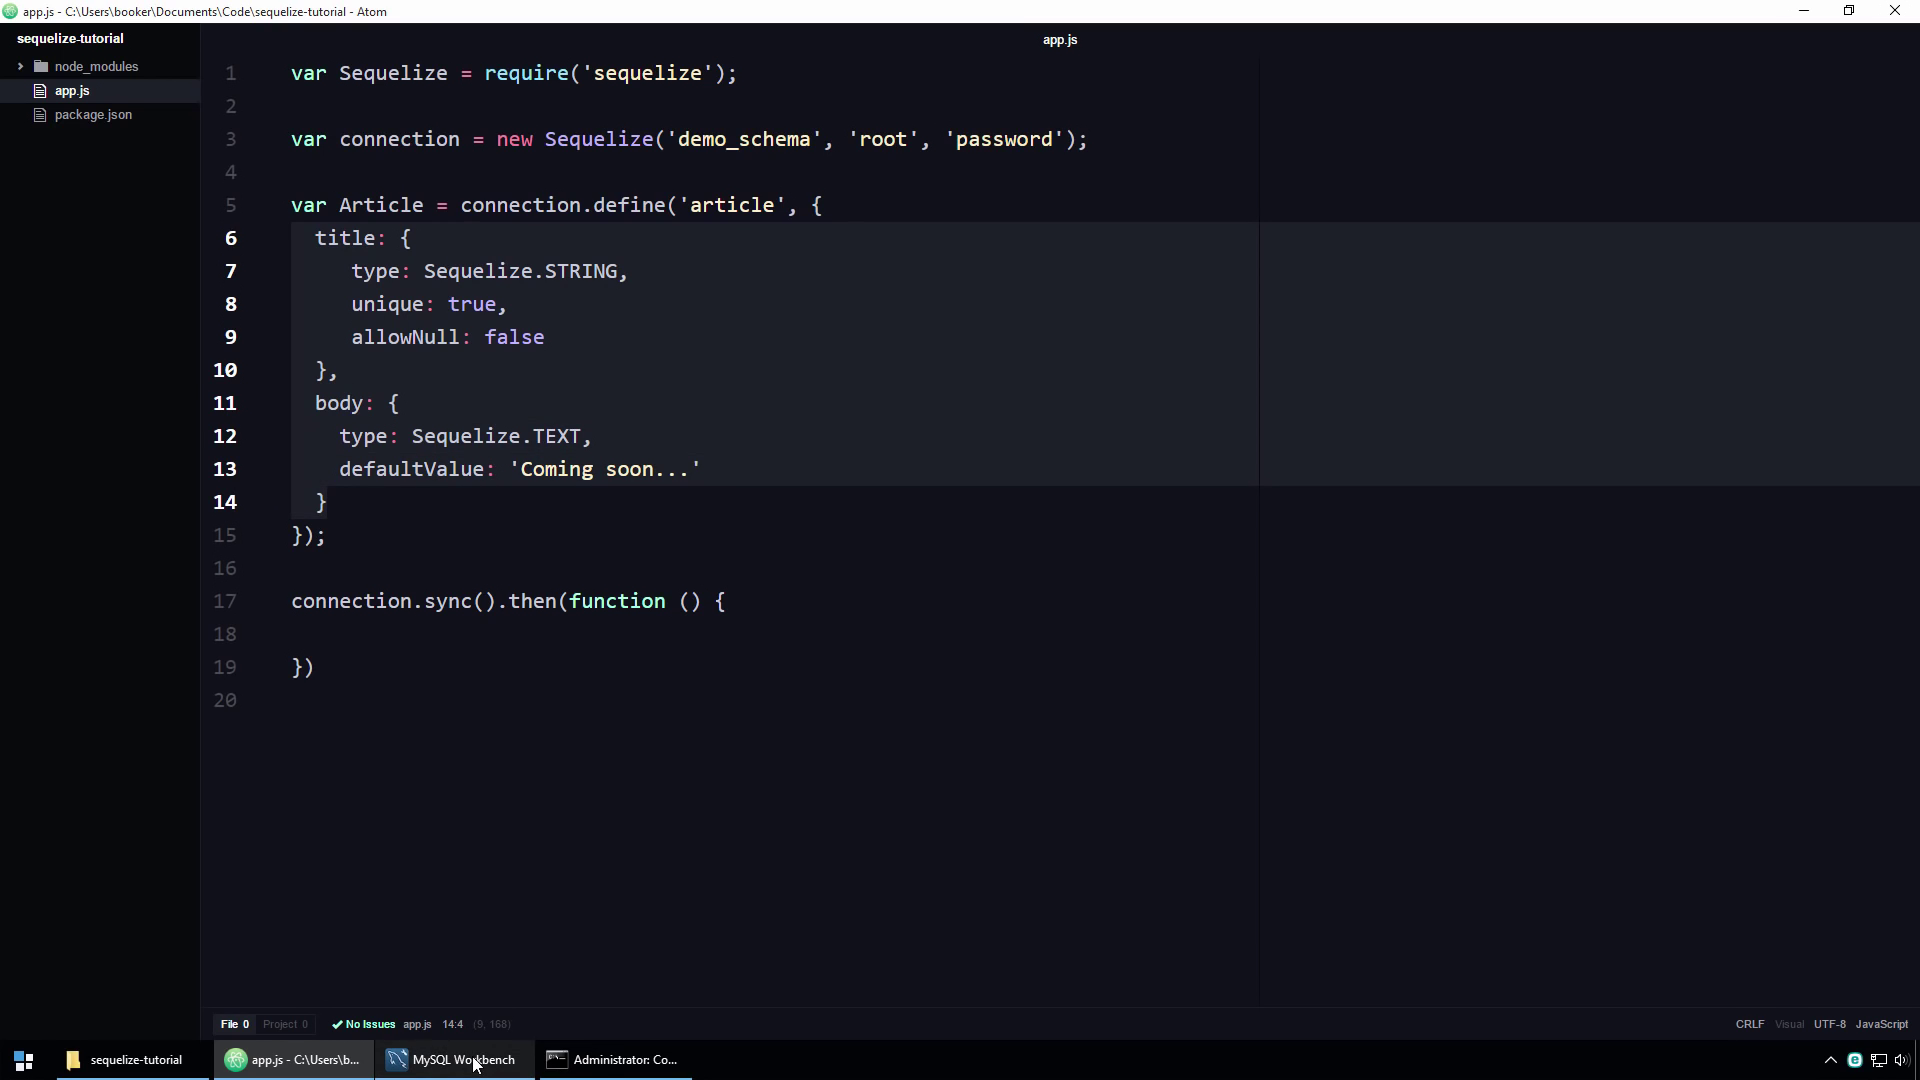 app.js - C:\Users\booker\Documents\Code\sequelize-tutorial - Atom
sequelize-tutorial
node_modules
app.js
package.json
app.js
1 var Sequelize = require('sequelize');
2
3 var connection = new Sequelize('demo_schema', 'root', 'password');
4
5 var Article = connection.define('article', {
6 title: {
7 type: Sequelize.STRING,
8 unique: true,
9 allowNull: false
10 },
11 body: {
12 type: Sequelize.TEXT,
13 defaultValue: 'Coming soon...'
14 }
15 });
16
17 connection.sync().then(function () {
18
19 })
20
File 0 Project 0 No Issues app.js 14:4 (9, 168) CRLF Visual UTF-8 JavaScript
sequelize-tutorial app.js - C:\Users\b... MySQL Workbench Administrator: Co...